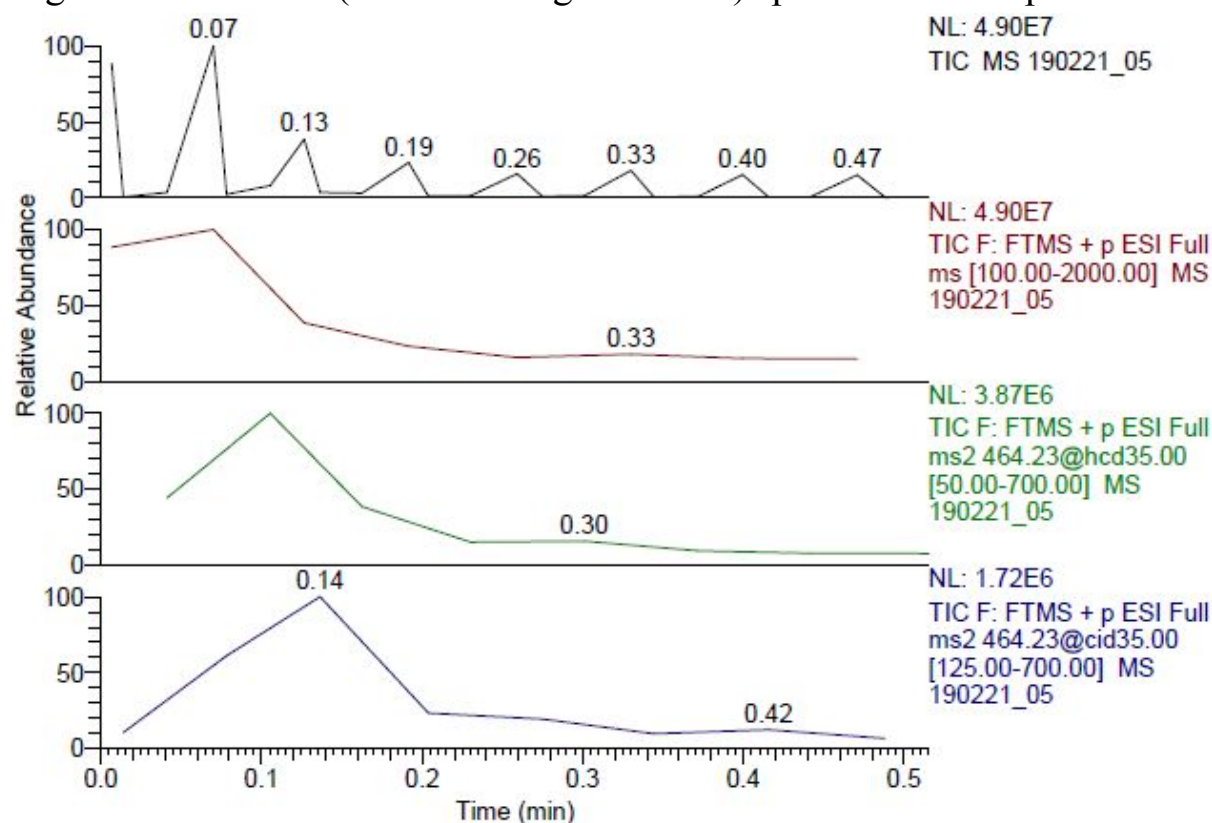 0.07
0.13
0.19
0.26
0.33
0.40
0.47
100
50
0
NL: 4.90E7
TIC MS 190221_05
Relative Abundance
100
50
0
0.33
NL: 4.90E7
TIC F: FTMS + p ESI Full
ms [100.00-2000.00] MS
190221_05
100
50
0
0.30
NL: 3.87E6
TIC F: FTMS + p ESI Full
ms2 464.23@hcd35.00
[50.00-700.00] MS
190221_05
100
50
0
0.14
0.42
NL: 1.72E6
TIC F: FTMS + p ESI Full
ms2 464.23@cid35.00
[125.00-700.00] MS
190221_05
0.0 0.1 0.2 0.3 0.4 0.5
Time (min)